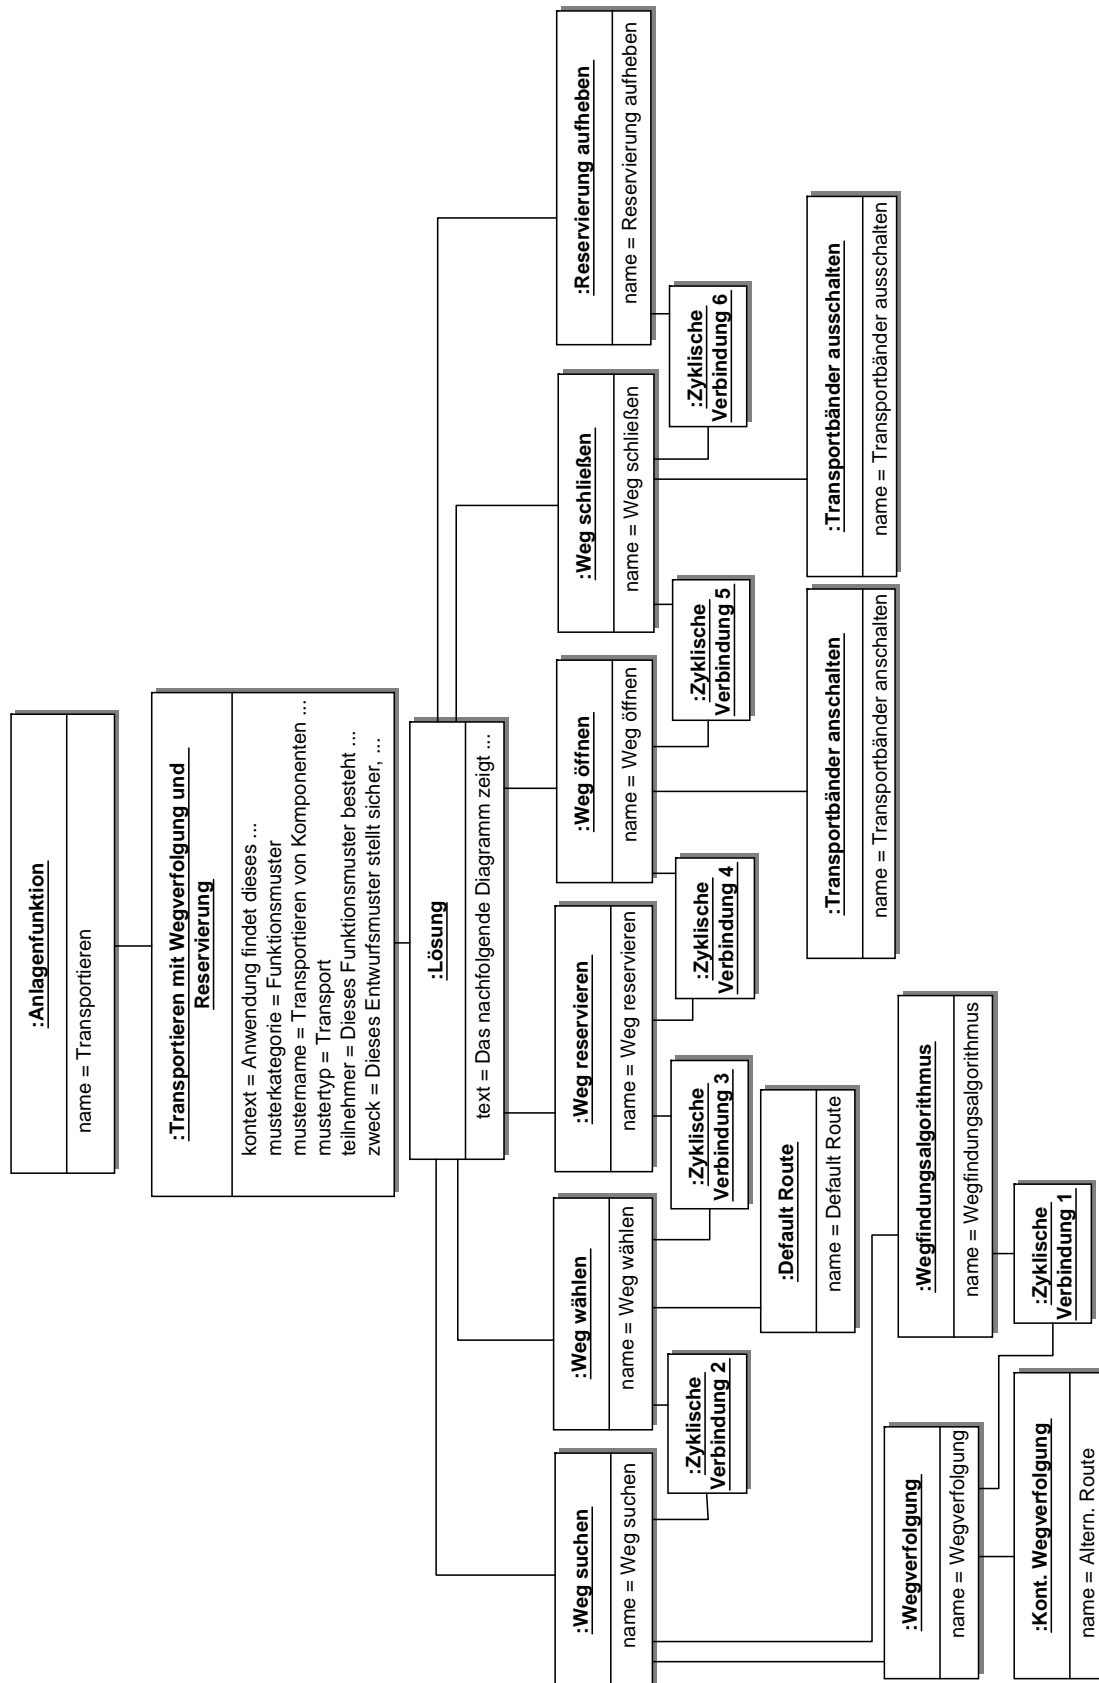 :Anlagenfunktion
name = Transportieren
:Transportieren mit Wegverfolgung und
Reservierung
kontext = Anwendung findet dieses ...
musterkategorie = Funktionsmuster
mustername = Transportieren von Komponenten ...
mustertyp = Transport
teilnehmer = Dieses Funktionsmuster besteht ...
zweck = Dieses Entwurfsmuster stellt sicher, ...
:Lösung
text = Das nachfolgende Diagramm zeigt ...
:Weg suchen
name = Weg suchen
:Weg wählen
name = Weg wählen
:Weg reservieren
name = Weg reservieren
:Weg öffnen
name = Weg öffnen
:Weg schließen
name = Weg schließen
:Reservierung aufheben
name = Reservierung aufheben
:Zyklische
Verbindung 2
:Zyklische
Verbindung 3
:Zyklische
Verbindung 4
:Zyklische
Verbindung 5
:Zyklische
Verbindung 6
:Default Route
name = Default Route
:Transportbänder anschalten
name = Transportbänder anschalten
:Transportbänder ausschalten
name = Transportbänder ausschalten
:Wegverfolgung
name = Wegverfolgung
:Wegfindungsalgorithmus
name = Wegfindungsalgorithmus
:Kont. Wegverfolgung
name = Altern. Route
:Zyklische
Verbindung 1